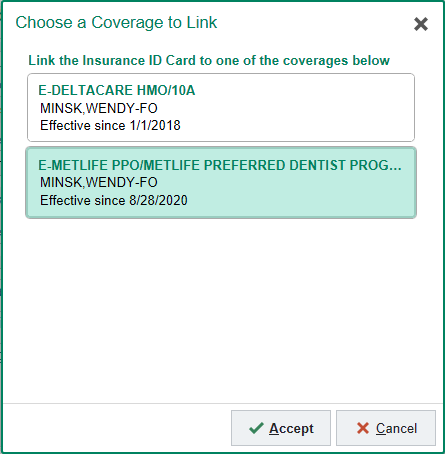 Choose a Coverage to Link
Link the Insurance ID Card to one of the coverages below
E-DELTACARE HMO/10A
MINSK,WENDY-FO
Effective since 1/1/2018
E-METLIFE PPO/METLIFE PREFERRED DENTIST PROG…
MINSK,WENDY-FO
Effective since 8/28/2020
Accept
Cancel